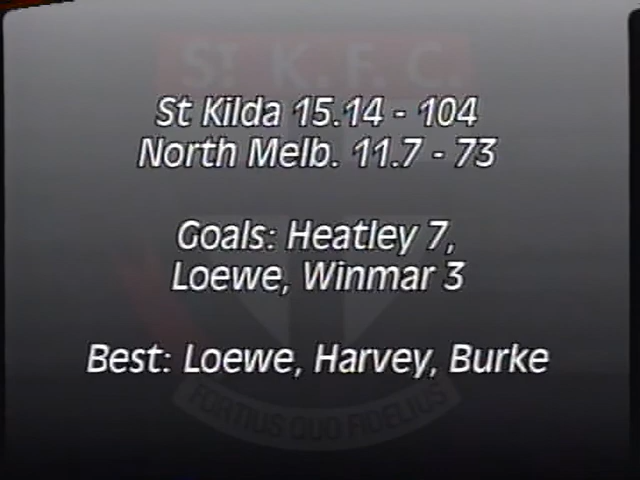 ST K.F.C.
St Kilda 15.14 - 104
North Melb. 11.7 - 73
Goals: Heatley 7,
Loewe, Winmar 3
Best: Loewe, Harvey, Burke
FORTIUS QUO FIDELIUS